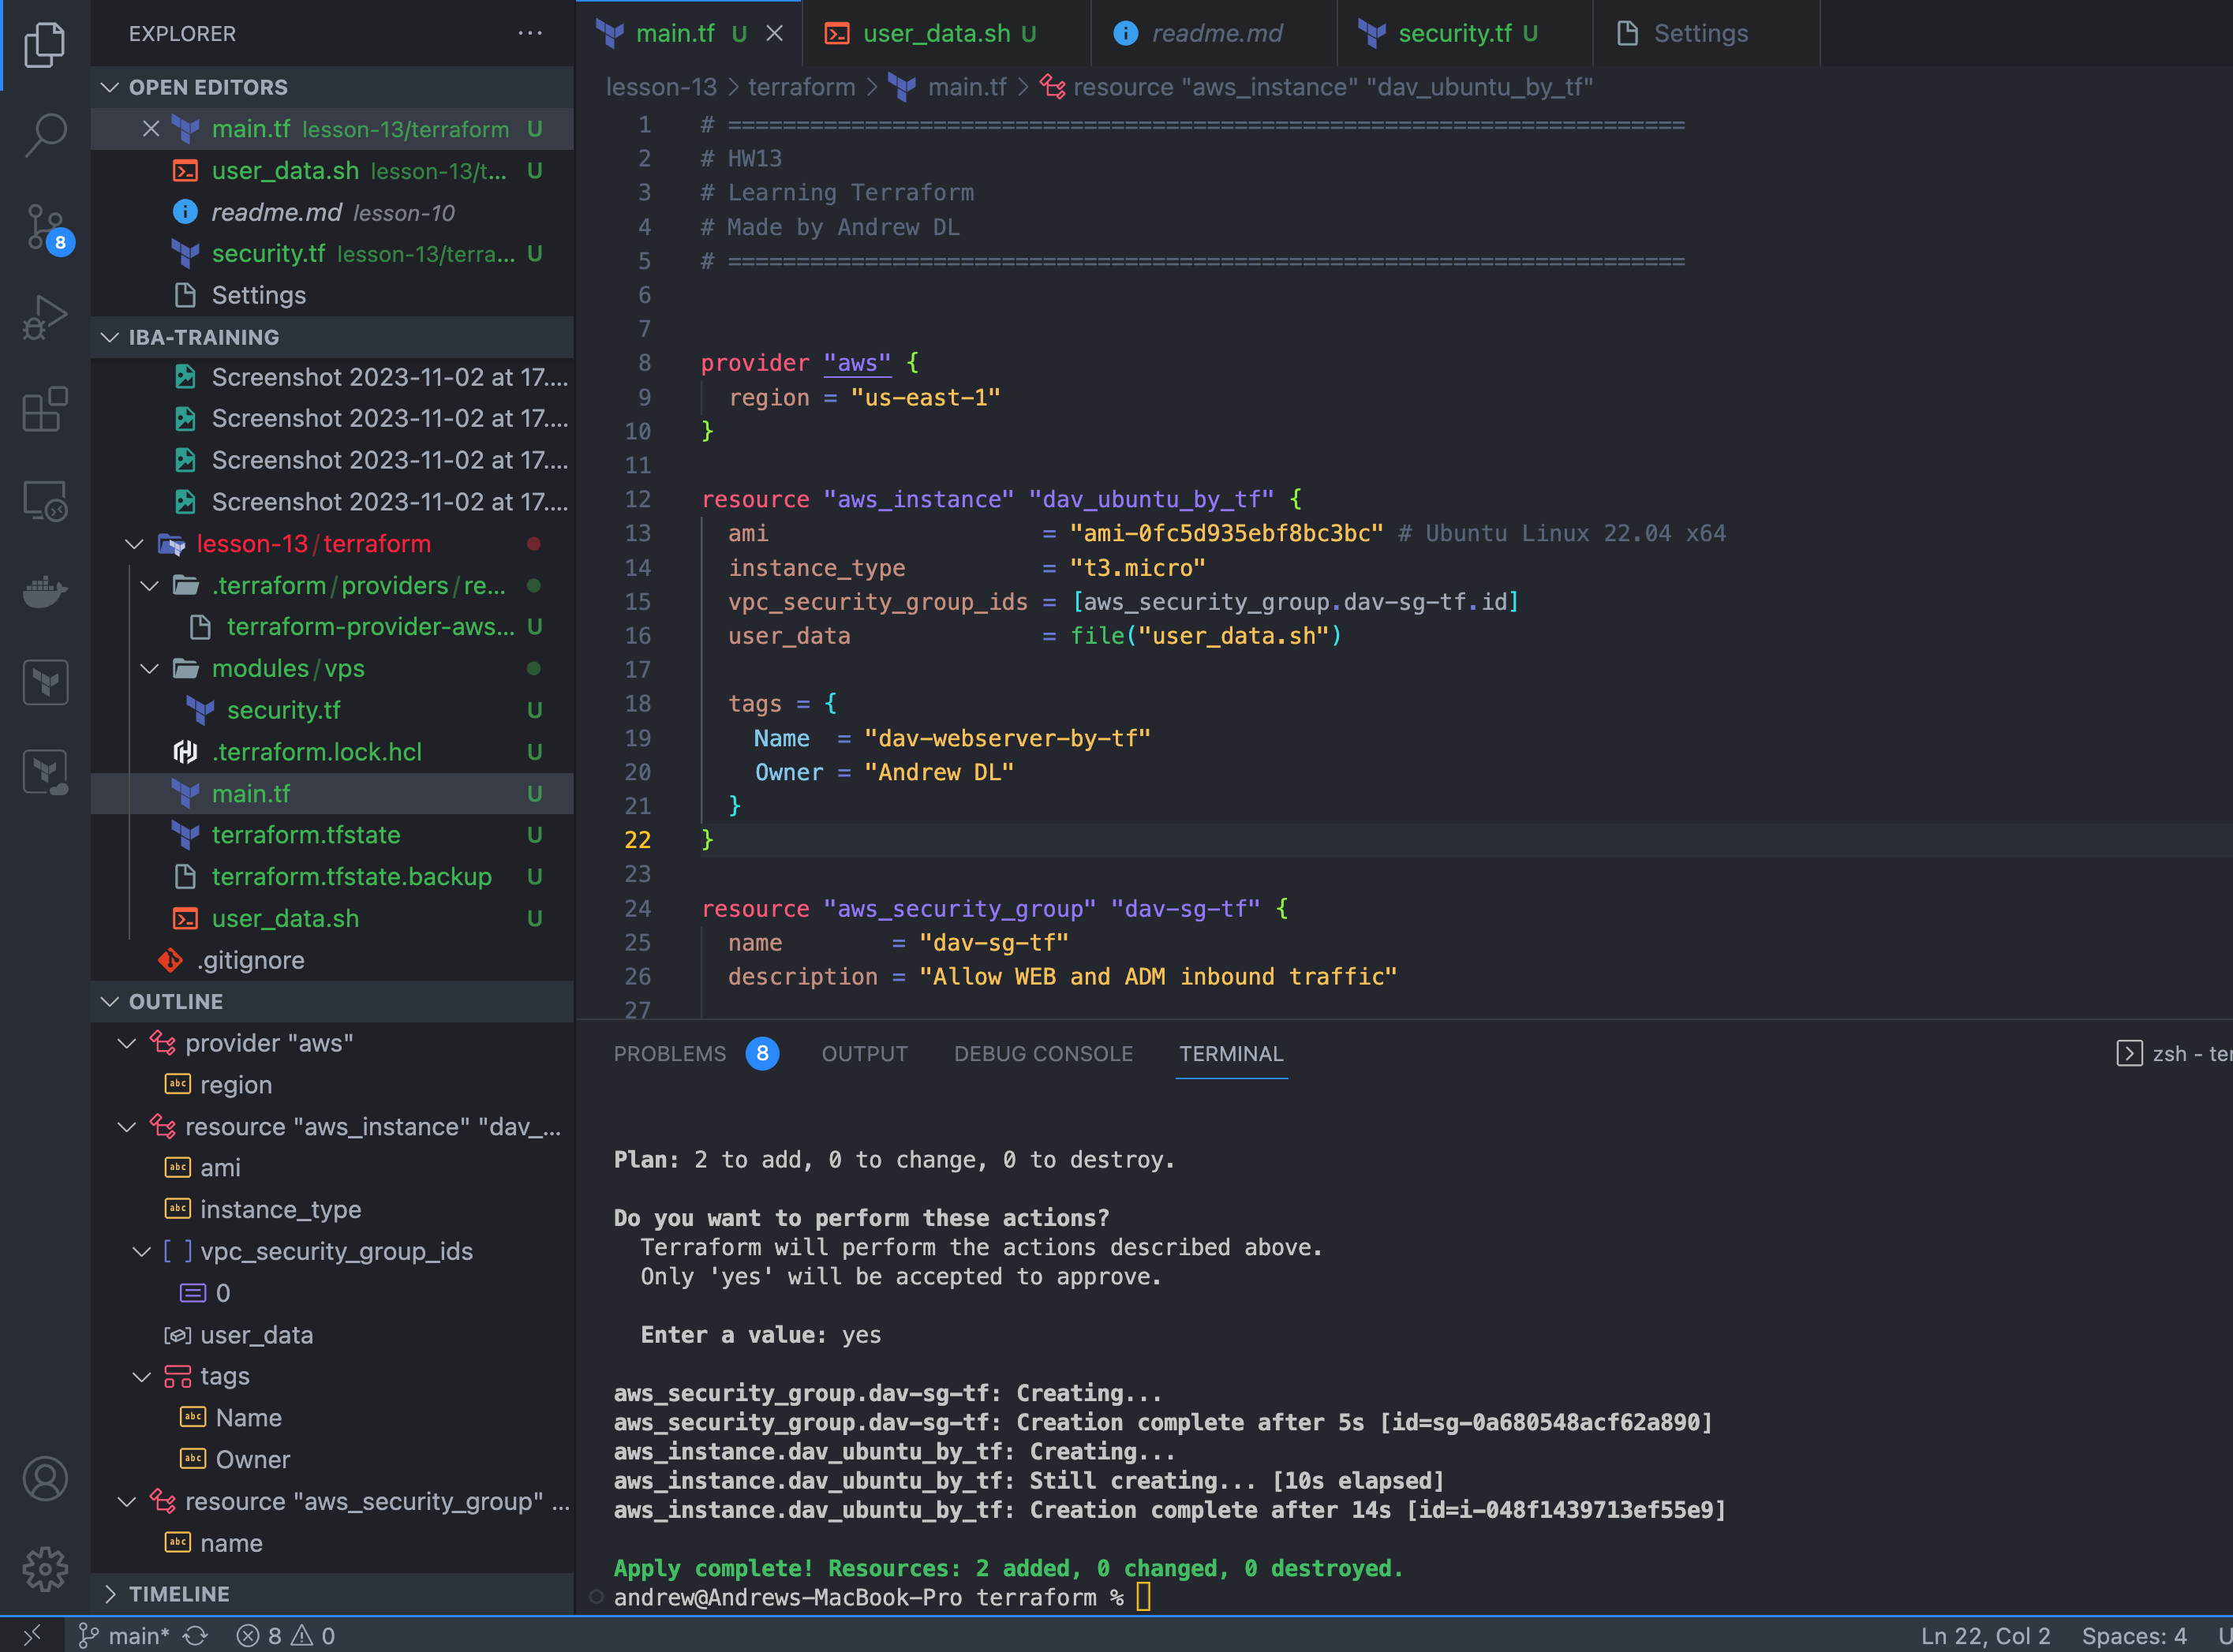 EXPLORER
OPEN EDITORS
main.tf lesson-13/terraform U
user_data.sh lesson-13/t... U
readme.md lesson-10
security.tf lesson-13/terra... U
Settings
IBA-TRAINING
Screenshot 2023-11-02 at 17....
Screenshot 2023-11-02 at 17....
Screenshot 2023-11-02 at 17....
Screenshot 2023-11-02 at 17....
lesson-13/terraform
.terraform/providers/re...
terraform-provider-aws... U
modules/vps
security.tf U
.terraform.lock.hcl U
main.tf U
terraform.tfstate U
terraform.tfstate.backup U
user_data.sh U
.gitignore
OUTLINE
provider "aws"
region
resource "aws_instance" "dav_...
ami
instance_type
vpc_security_group_ids
0
user_data
tags
Name
Owner
resource "aws_security_group" ...
name
TIMELINE
8
main.tf U
user_data.sh U
readme.md
security.tf U
Settings
lesson-13 > terraform > main.tf > resource "aws_instance" "dav_ubuntu_by_tf"
1 # ======================================================================
2 # HW13
3 # Learning Terraform
4 # Made by Andrew DL
5 # ======================================================================
6
7
8 provider "aws" {
9 region = "us-east-1"
10 }
11
12 resource "aws_instance" "dav_ubuntu_by_tf" {
13 ami = "ami-0fc5d935ebf8bc3bc" # Ubuntu Linux 22.04 x64
14 instance_type = "t3.micro"
15 vpc_security_group_ids = [aws_security_group.dav-sg-tf.id]
16 user_data = file("user_data.sh")
17
18 tags = {
19 Name = "dav-webserver-by-tf"
20 Owner = "Andrew DL"
21 }
22 }
23
24 resource "aws_security_group" "dav-sg-tf" {
25 name = "dav-sg-tf"
26 description = "Allow WEB and ADM inbound traffic"
27
PROBLEMS 8 OUTPUT DEBUG CONSOLE TERMINAL
zsh - ter
Plan: 2 to add, 0 to change, 0 to destroy.
Do you want to perform these actions?
Terraform will perform the actions described above.
Only 'yes' will be accepted to approve.
Enter a value: yes
aws_security_group.dav-sg-tf: Creating...
aws_security_group.dav-sg-tf: Creation complete after 5s [id=sg-0a680548acf62a890]
aws_instance.dav_ubuntu_by_tf: Creating...
aws_instance.dav_ubuntu_by_tf: Still creating... [10s elapsed]
aws_instance.dav_ubuntu_by_tf: Creation complete after 14s [id=i-048f1439713ef55e9]
Apply complete! Resources: 2 added, 0 changed, 0 destroyed.
andrew@Andrews-MacBook-Pro terraform %
main* 8 0
Ln 22, Col 2 Spaces: 4 U